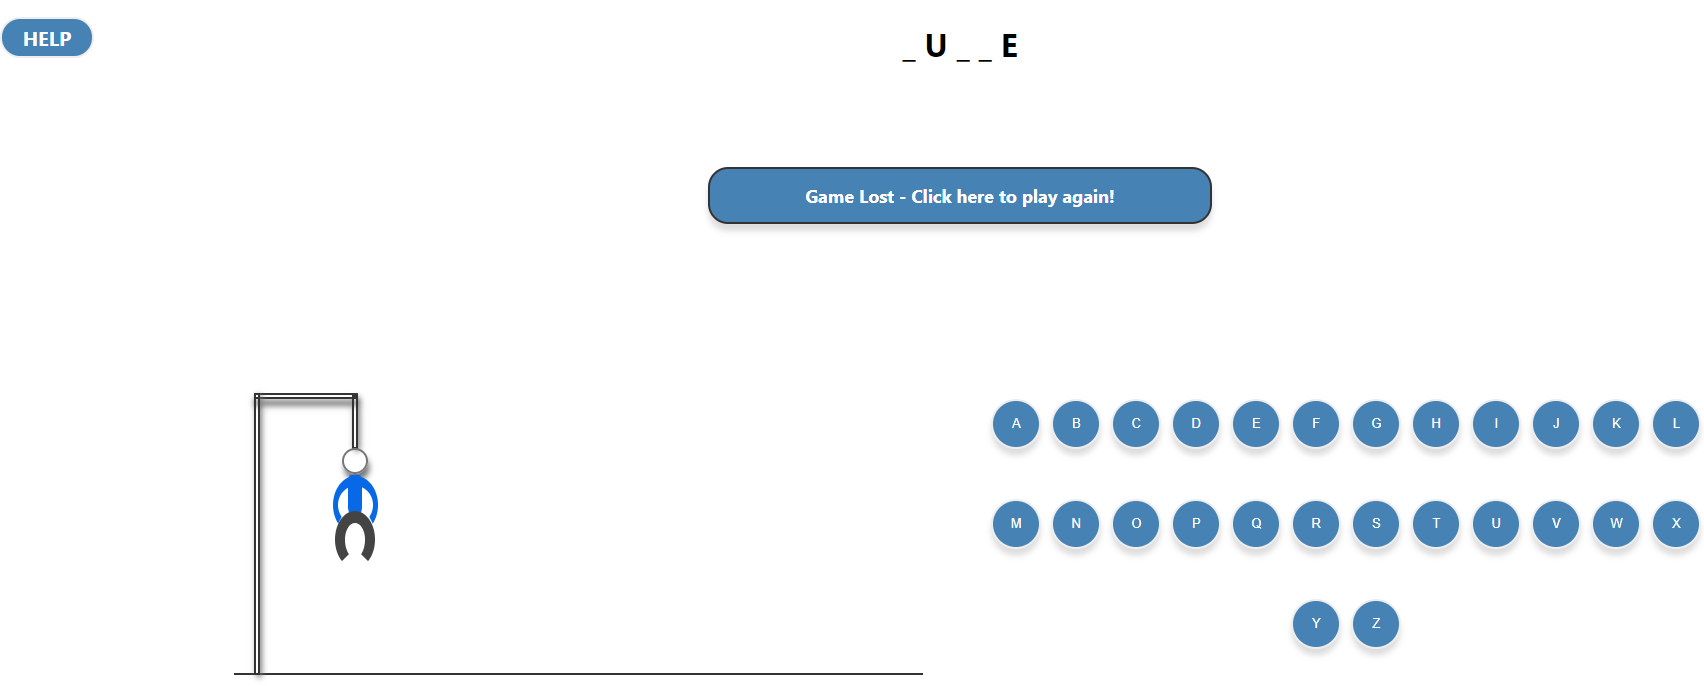 HELP
_ U _ _ E
Game Lost - Click here to play again!
A B C D E F G H I J K L
M N O P Q R S T U V W X
Y Z